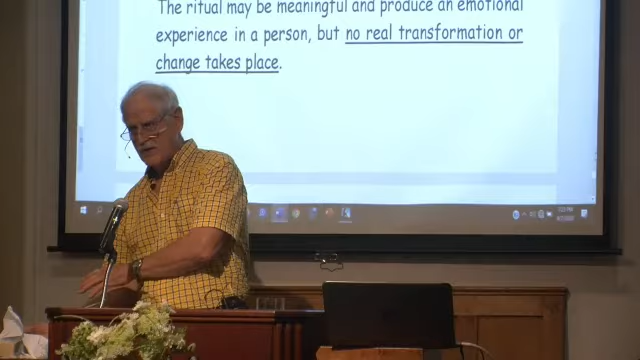 The ritual may be meaningful and produce an emotional
experience in a person, but no real transformation or
change takes place.